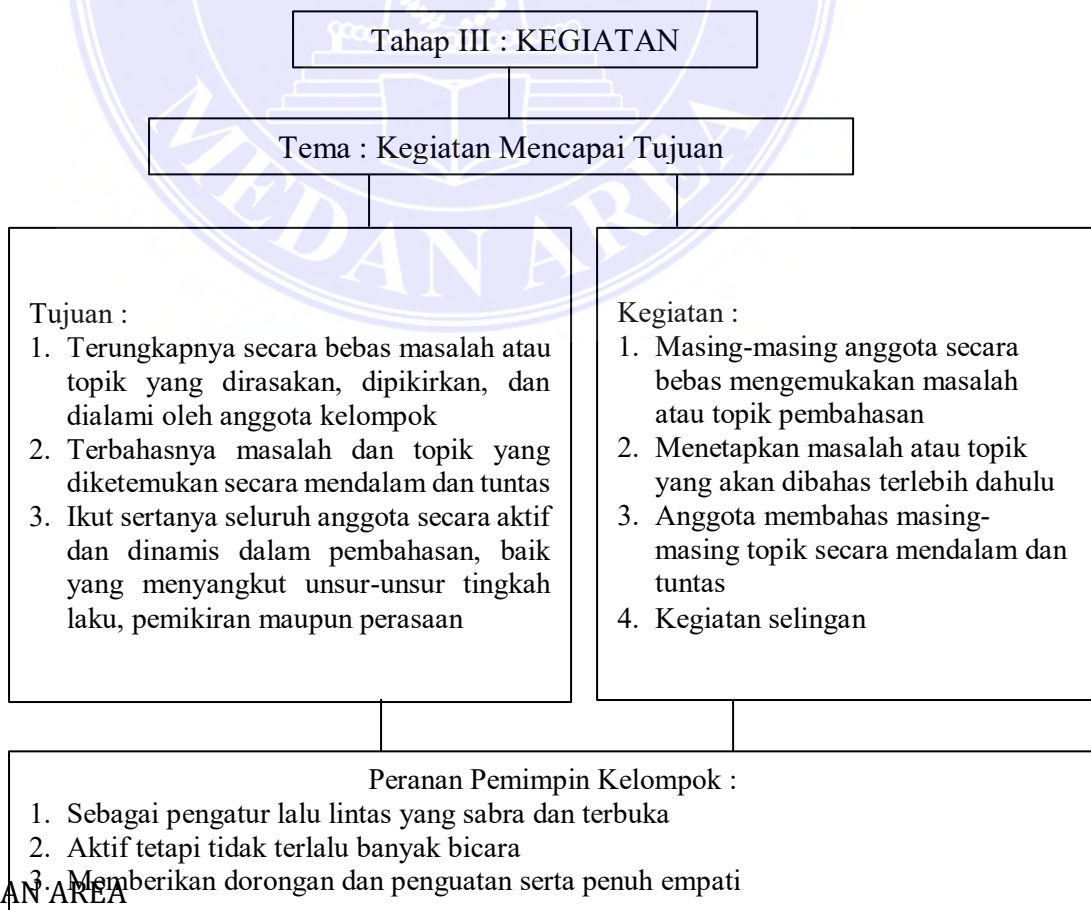 Tahap III : KEGIATAN
Tema : Kegiatan Mencapai Tujuan
Tujuan :
1. Terungkapnya secara bebas masalah atau
topik yang dirasakan, dipikirkan, dan
dialami oleh anggota kelompok
2. Terbahasnya masalah dan topik yang
diketemukan secara mendalam dan tuntas
3. Ikut sertanya seluruh anggota secara aktif
dan dinamis dalam pembahasan, baik
yang menyangkut unsur-unsur tingkah
laku, pemikiran maupun perasaan
Kegiatan :
1. Masing-masing anggota secara
bebas mengemukakan masalah
atau topik pembahasan
2. Menetapkan masalah atau topik
yang akan dibahas terlebih dahulu
3. Anggota membahas masing-
masing topik secara mendalam dan
tuntas
4. Kegiatan selingan
Peranan Pemimpin Kelompok :
1. Sebagai pengatur lalu lintas yang sabra dan terbuka
2. Aktif tetapi tidak terlalu banyak bicara
3. Memberikan dorongan dan penguatan serta penuh empati
AN AREA
MEDAN AREA